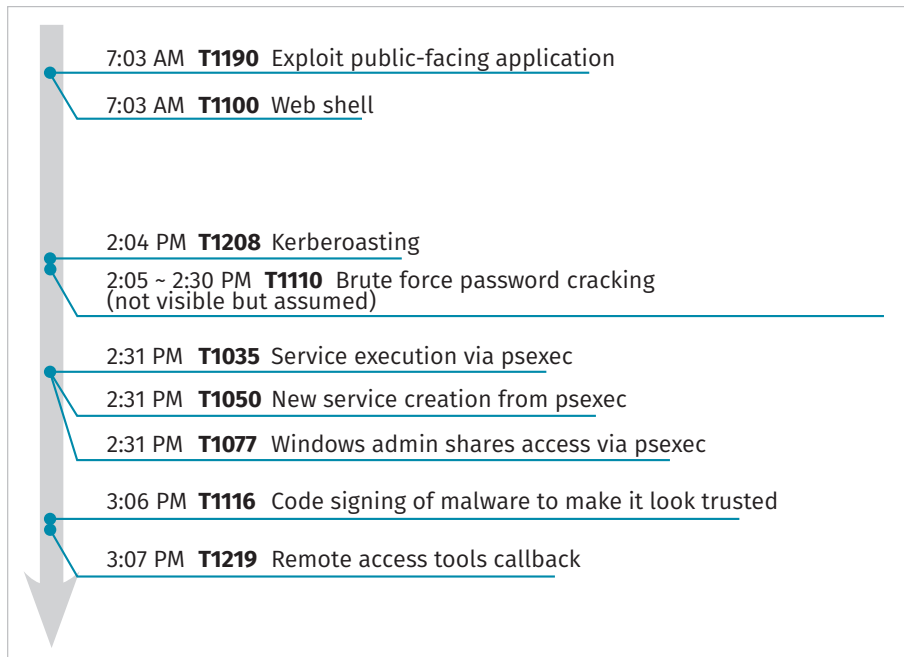 7:03 AM T1190 Exploit public-facing application
7:03 AM T1100 Web shell
2:04 PM T1208 Kerberoasting
2:05 ~ 2:30 PM T1110 Brute force password cracking
(not visible but assumed)
2:31 PM T1035 Service execution via psexec
2:31 PM T1050 New service creation from psexec
2:31 PM T1077 Windows admin shares access via psexec
3:06 PM T1116 Code signing of malware to make it look trusted
3:07 PM T1219 Remote access tools callback